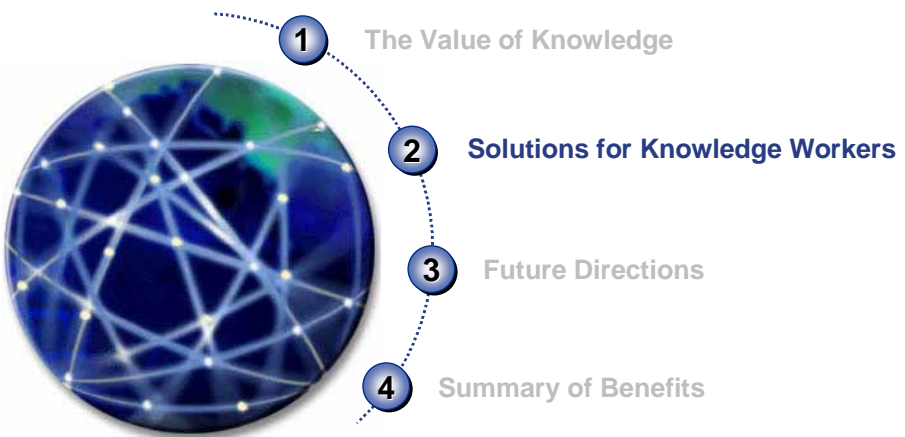 1 The Value of Knowledge
2 Solutions for Knowledge Workers
3 Future Directions
4 Summary of Benefits